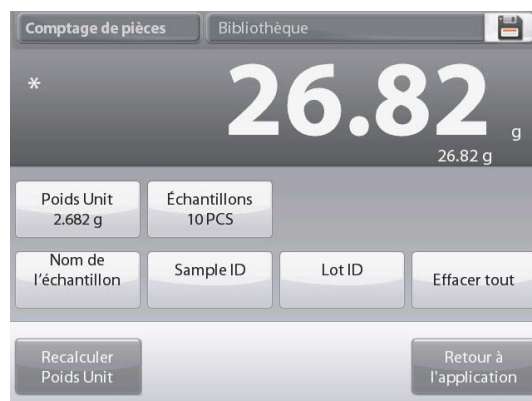 Comptage de pièces
Bibliothèque
*
26.82 g
26.82 g
Poids Unit
2.682 g
Échantillons
10 PCS
Nom de
l'échantillon
Sample ID
Lot ID
Effacer tout
Recalculer
Poids Unit
Retour à
l'application